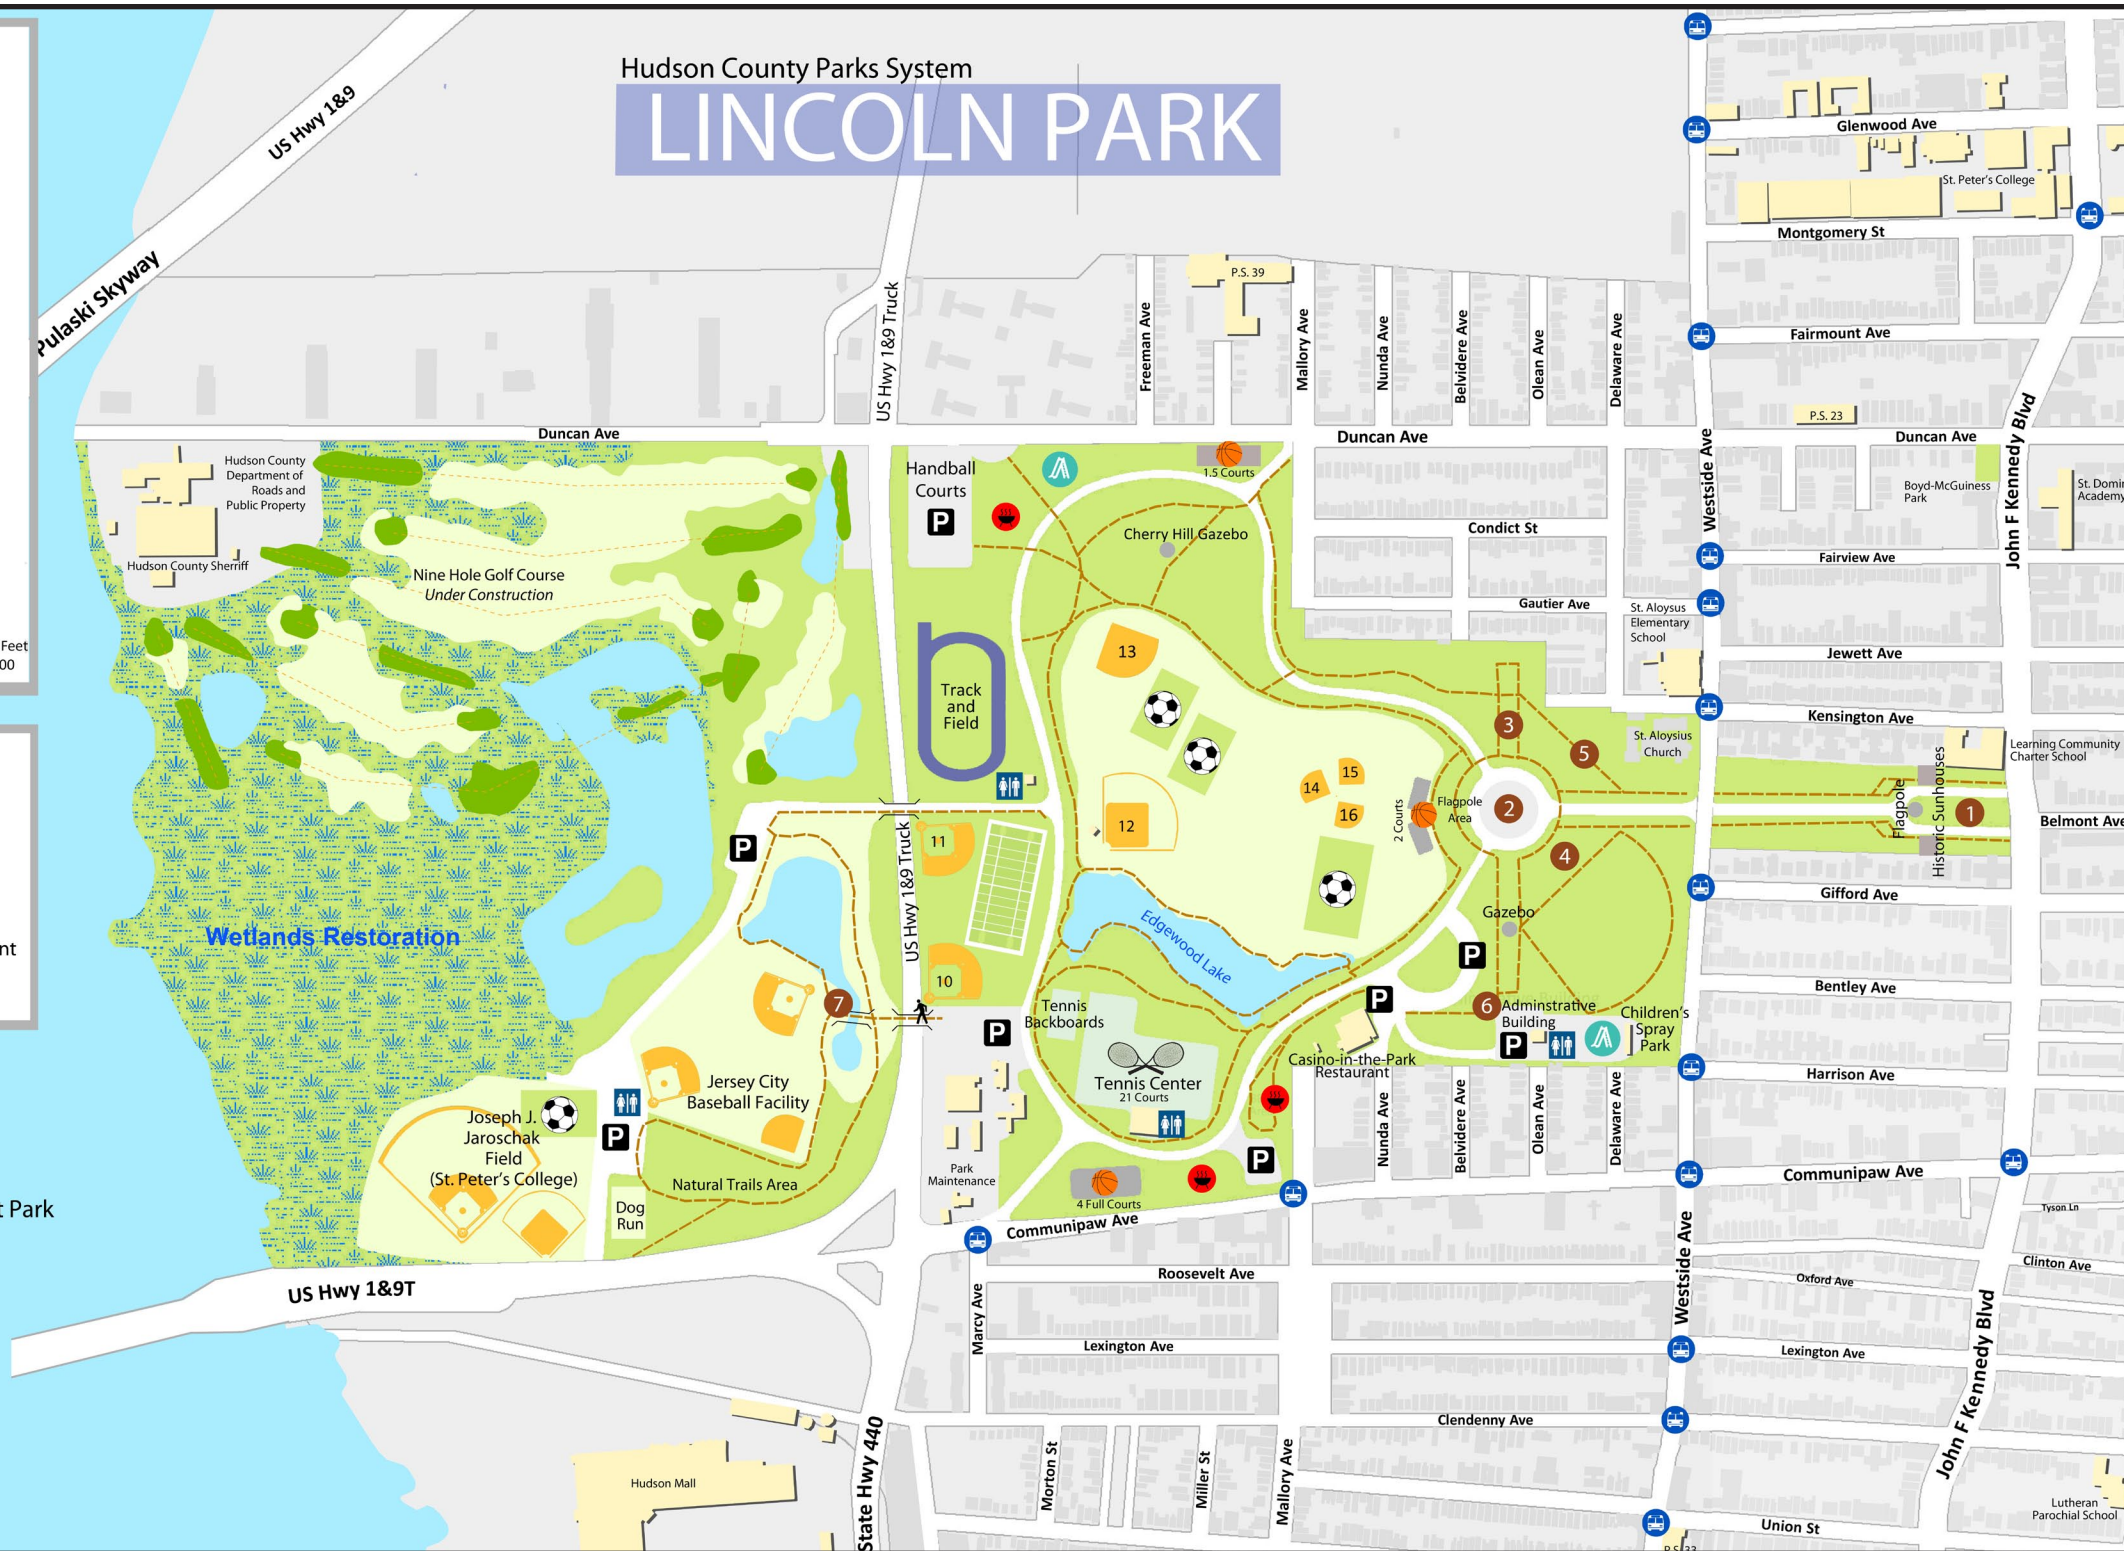 Hudson County Parks System
LINCOLN PARK
US Hwy 1&9
Pulaski Skyway
US Hwy 1&9 Truck
Glenwood Ave
St. Peter's College
Montgomery St
Fairmount Ave
P.S. 39
Freeman Ave
Mallory Ave
Nunda Ave
Belvidere Ave
Olean Ave
Delaware Ave
P.S. 23
John F Kennedy Blvd
Duncan Ave
Duncan Ave
Duncan Ave
Westside Ave
Hudson County
Department of
Roads and
Public Property
Hudson County Sherriff
Handball
Courts
P
1.5 Courts
Cherry Hill Gazebo
Condict St
Boyd-McGuiness
Park
St. Domin
Academy
Fairview Ave
Nine Hole Golf Course
Under Construction
Gautier Ave
St. Aloysus
Elementary
School
Feet
00
Jewett Ave
13
Track
and
Field
Kensington Ave
3
5
St. Aloysius
Church
Learning Community
Charter School
15
14
16
2 Courts
Flagpole
Area
2
Flagpole
Historic Sunhouses
1
Belmont Ave
12
11
P
US Hwy 1&9 Truck
4
Gifford Ave
Wetlands Restoration
nt
Edgewood Lake
Gazebo
P
10
7
Bentley Ave
Tennis
Backboards
P
P
6
Adminstrative
Building
P
Children's
Spray
Park
Casino-in-the-Park
Restaurant
Harrison Ave
Tennis Center
21 Courts
Jersey City
Baseball Facility
Joseph J.
Jaroschak
Field
(St. Peter's College)
P
Nunda Ave
Belvidere Ave
Olean Ave
Delaware Ave
Park
Maintenance
P
Natural Trails Area
Dog
Run
4 Full Courts
Communipaw Ave
Communipaw Ave
t Park
Tyson Ln
Clinton Ave
Oxford Ave
Roosevelt Ave
US Hwy 1&9T
Westside Ave
Marcy Ave
Lexington Ave
Lexington Ave
John F Kennedy Blvd
Clendenny Ave
State Hwy 440
Morton St
Miller St
Mallory Ave
Hudson Mall
Lutheran
Parochial School
Union St
P.S. 33